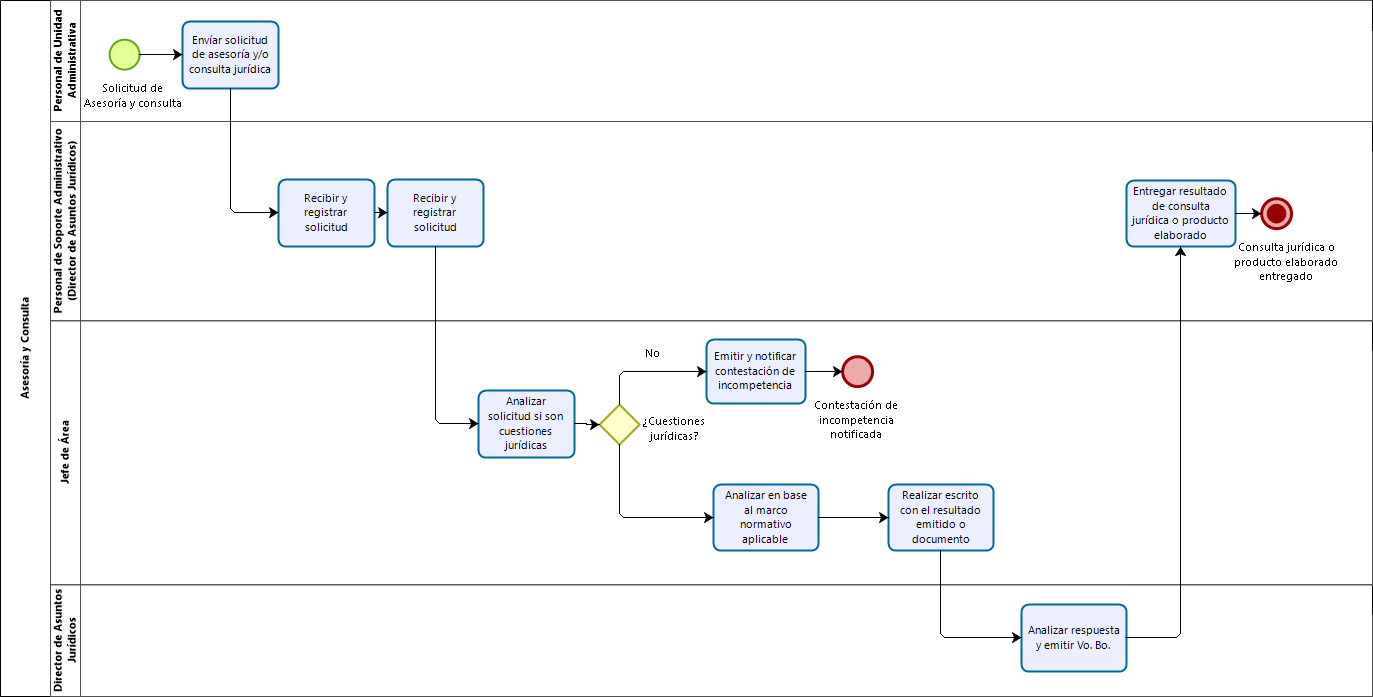 Asesoría y Consulta
Personal de Unidad
Administrativa
Solicitud de
Asesoría y consulta
Envíar solicitud
de asesoría y/o
consulta jurídica
Personal de Soporte Administrativo
(Director de Asuntos Jurídicos)
Recibir y
registrar
solicitud
Recibir y
registrar
solicitud
Entregar resultado
de consulta
jurídica o producto
elaborado
Consulta jurídica o
producto elaborado
entregado
Jefe de Área
Analizar
solicitud si son
cuestiones
jurídicas
¿Cuestiones
jurídicas?
No
Emitir y notificar
contestación de
incompetencia
Contestación de
incompetencia
notificada
Analizar en base
al marco
normativo
aplicable
Realizar escrito
con el resultado
emitido o
documento
Director de Asuntos
Jurídicos
Analizar respuesta
y emitir Vo. Bo.